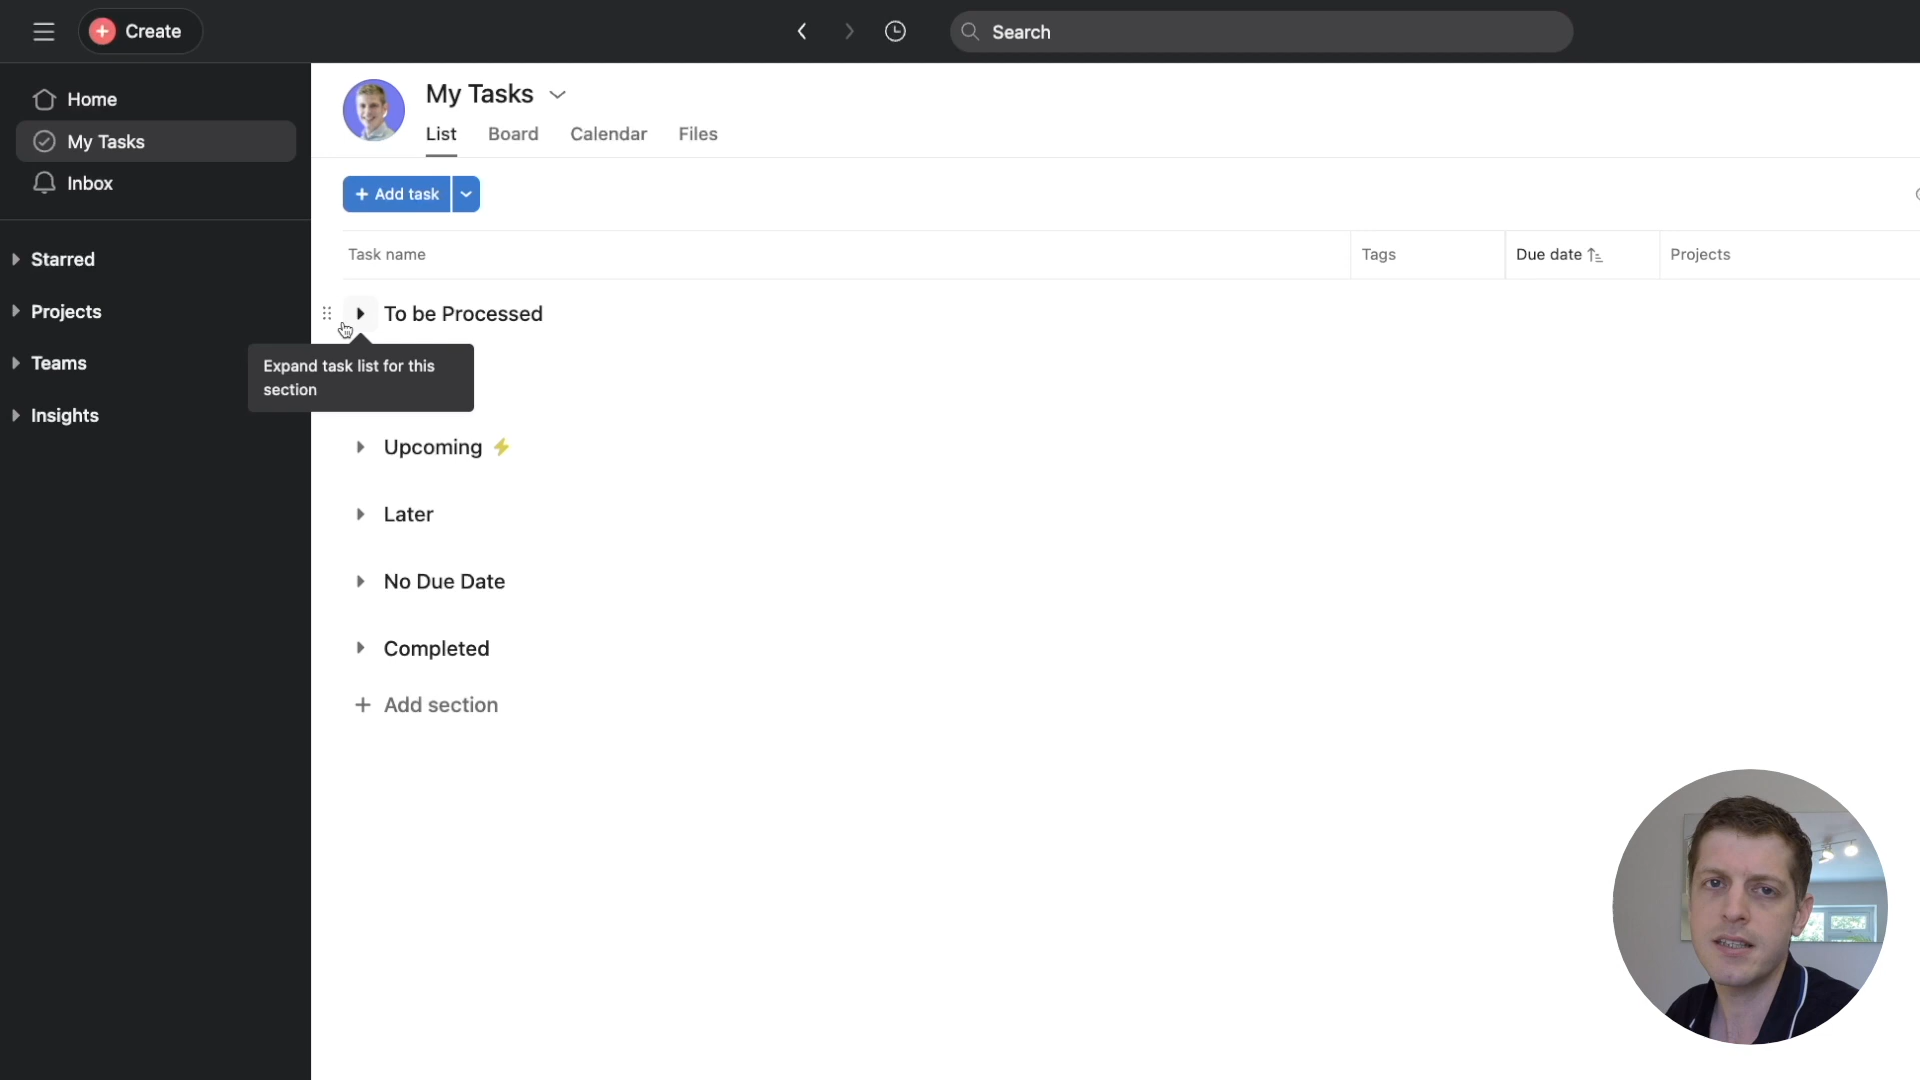 Create
Search
Home
My Tasks
Inbox
Starred
Projects
Teams
Insights
My Tasks
List Board Calendar Files
+ Add task
Task name Tags Due date Projects
To be Processed
Expand task list for this
section
Upcoming
Later
No Due Date
Completed
+ Add section